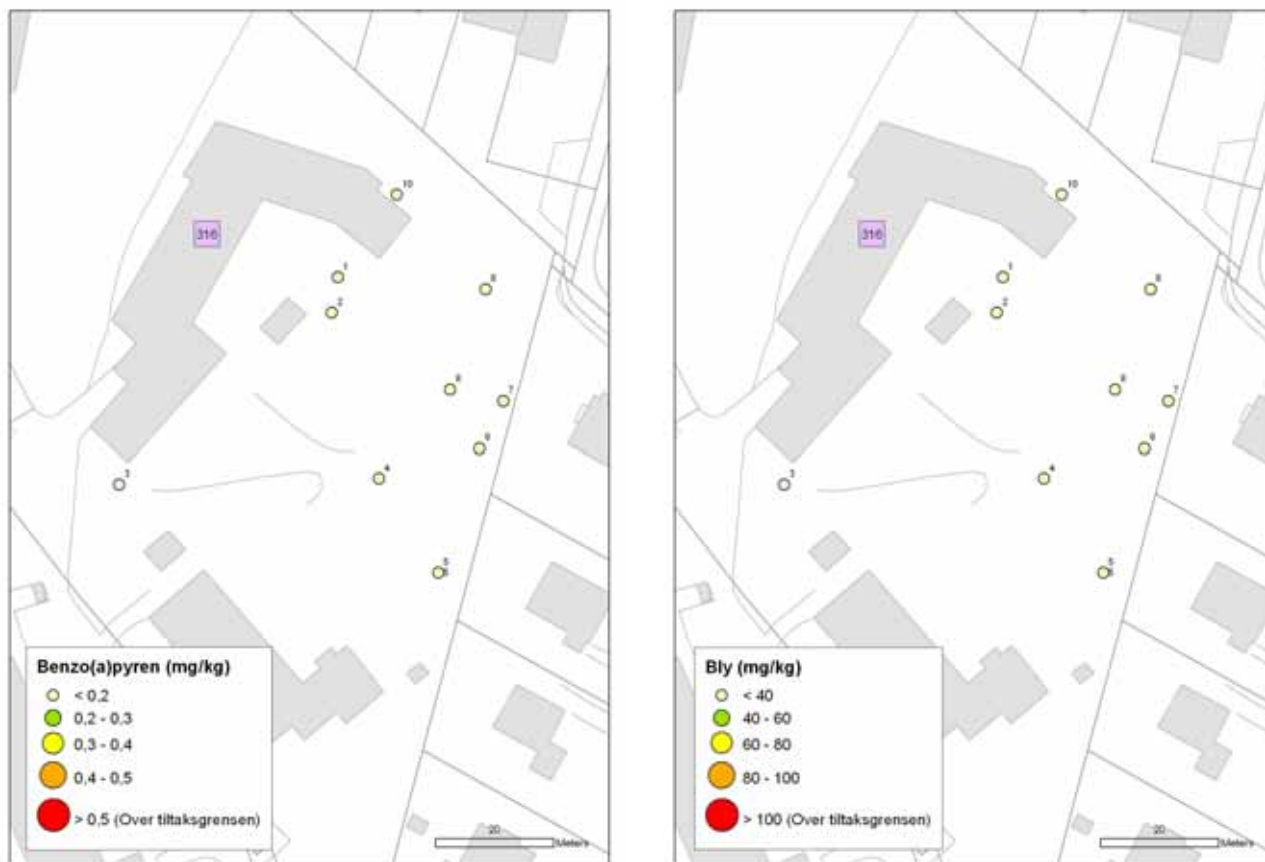 10
316
1
8
2
9
7
6
4
3
5
Benzo(a)pyren (mg/kg)
< 0,2
0,2 - 0,3
0,3 - 0,4
0,4 - 0,5
> 0,5 (Over tiltaksgrensen)
20
Meters
10
316
1
8
2
9
7
6
4
3
5
Bly (mg/kg)
< 40
40 - 60
60 - 80
80 - 100
> 100 (Over tiltaksgrensen)
20
Meters